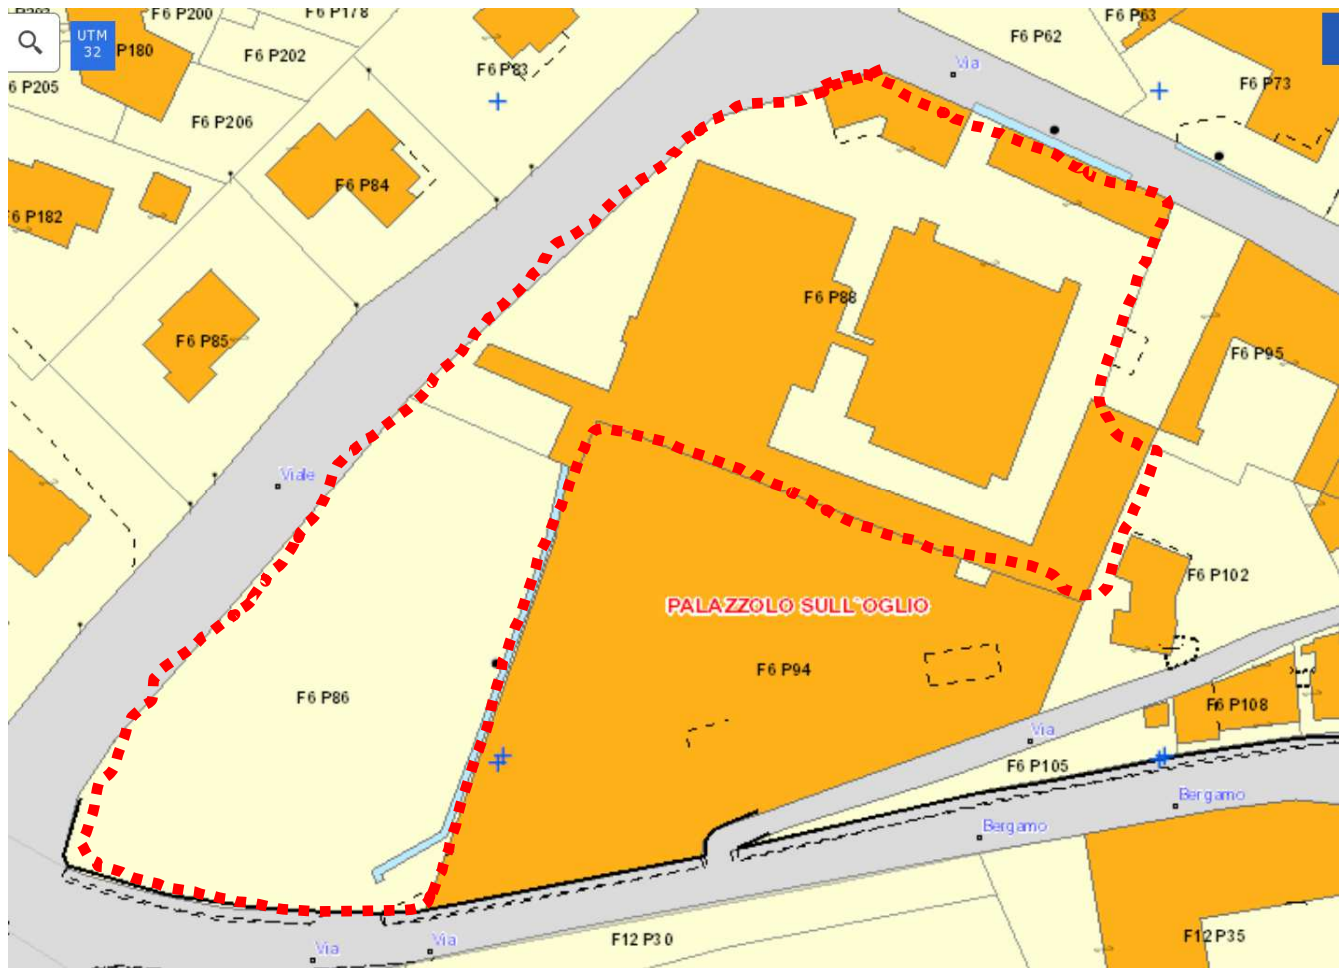 F6 P200
F6 P178
F6 P63
UTM
32
P180
F6 P202
F6 P83
F6 P62
Via
F6 P73
6 P205
F6 P206
F6 P84
6 P182
F6 P88
F6 P85
F6 P95
Viale
F6 P102
PALAZZOLO SULL'OGLIO
F6 P94
F6 P86
F6 P108
Via
F6 P105
Bergamo
Bergamo
F12 P30
F12 P35
Via
Via